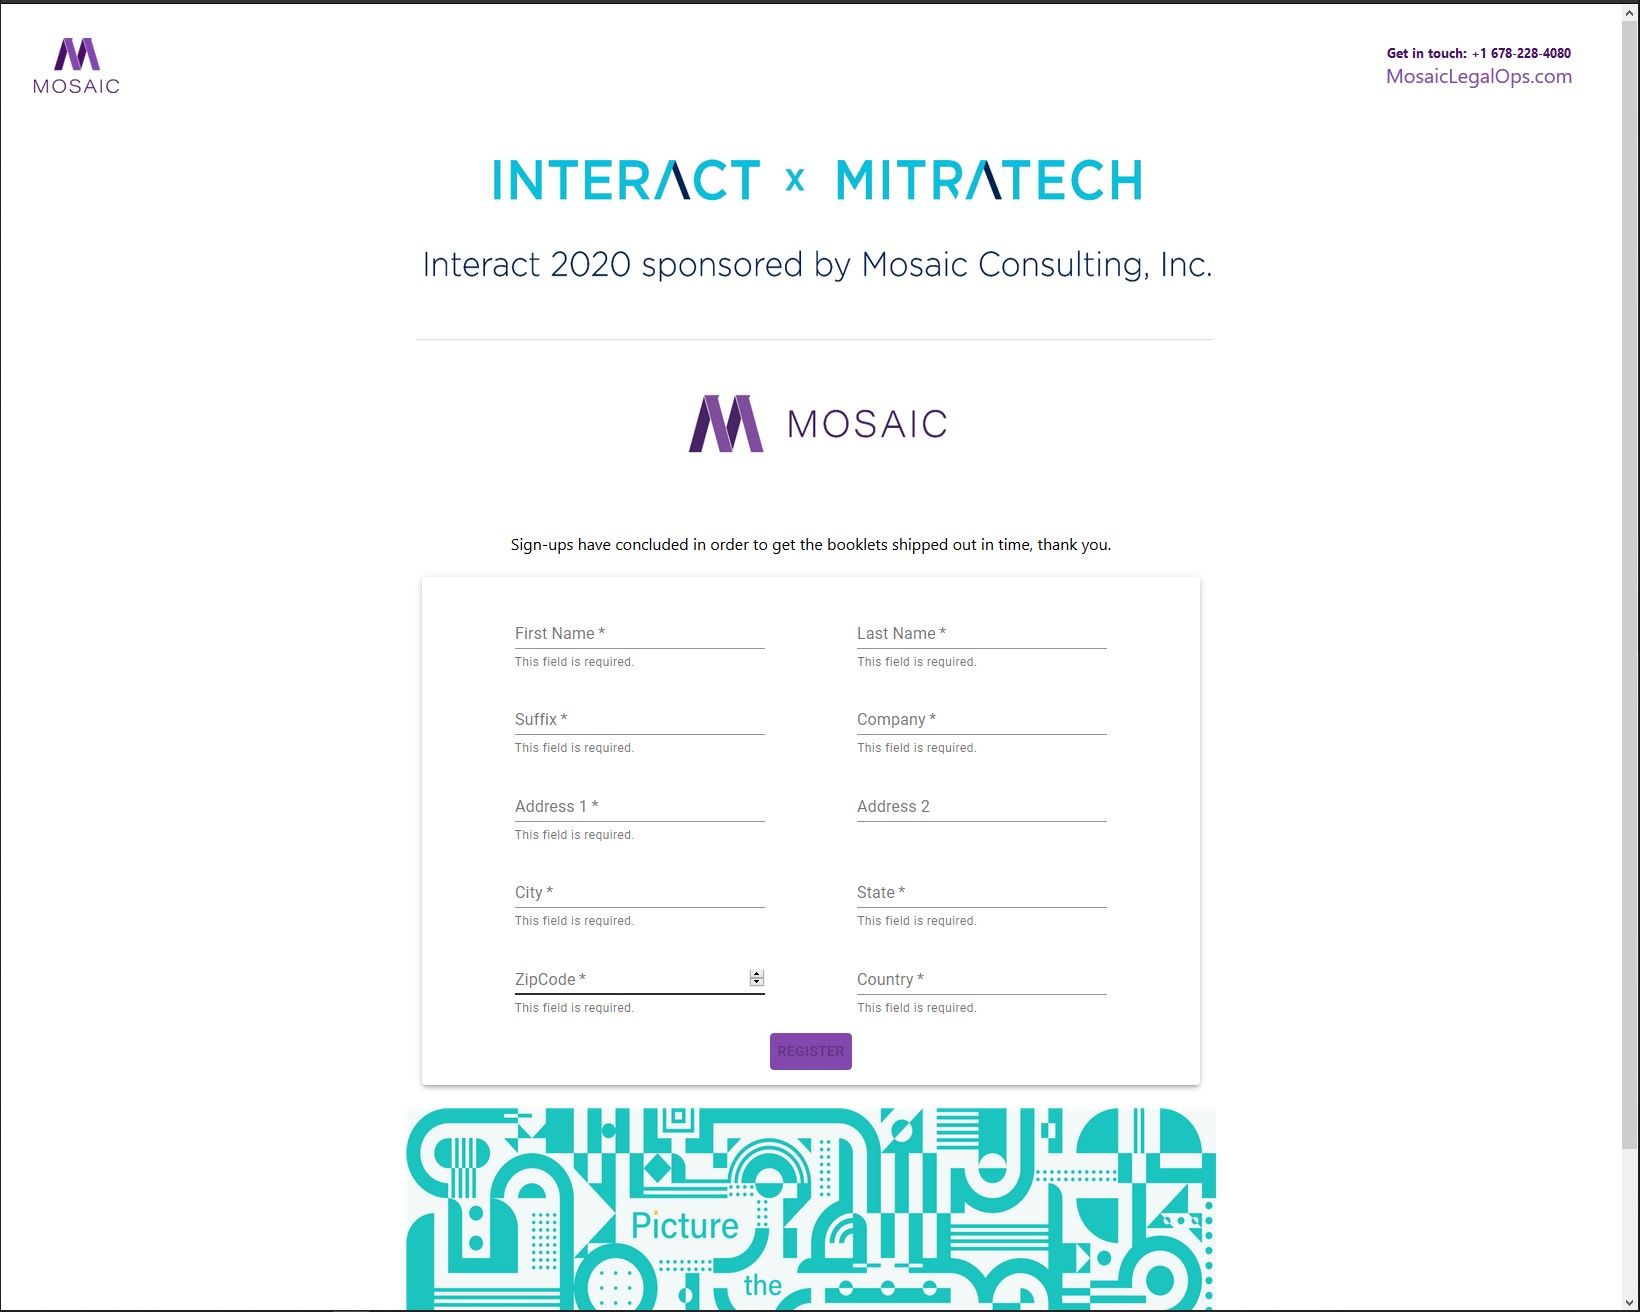 MOSAIC
Get in touch: +1 678-228-4080
MosaicLegalOps.com
INTERACT x MITRATECH
Interact 2020 sponsored by Mosaic Consulting, Inc.
MOSAIC
Sign-ups have concluded in order to get the booklets shipped out in time, thank you.
First Name * Last Name *
This field is required. This field is required.
Suffix * Company *
This field is required. This field is required.
Address 1 * Address 2
This field is required.
City * State *
This field is required. This field is required.
ZipCode * Country *
This field is required. This field is required.
REGISTER
Picture
the